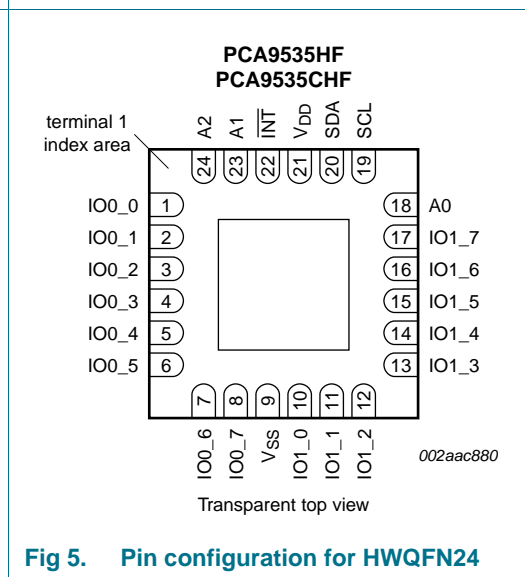 PCA9535HF
PCA9535CHF
terminal 1
index area
A2
A1
INT
VDD
SDA
SCL
24
23
22
21
20
19
IO0_0 1
IO0_1 2
IO0_2 3
IO0_3 4
IO0_4 5
IO0_5 6
18 A0
17 IO1_7
16 IO1_6
15 IO1_5
14 IO1_4
13 IO1_3
7
8
9
10
11
12
IO0_6
IO0_7
VSS
IO1_0
IO1_1
IO1_2
002aac880
Transparent top view
Fig 5. Pin configuration for HWQFN24